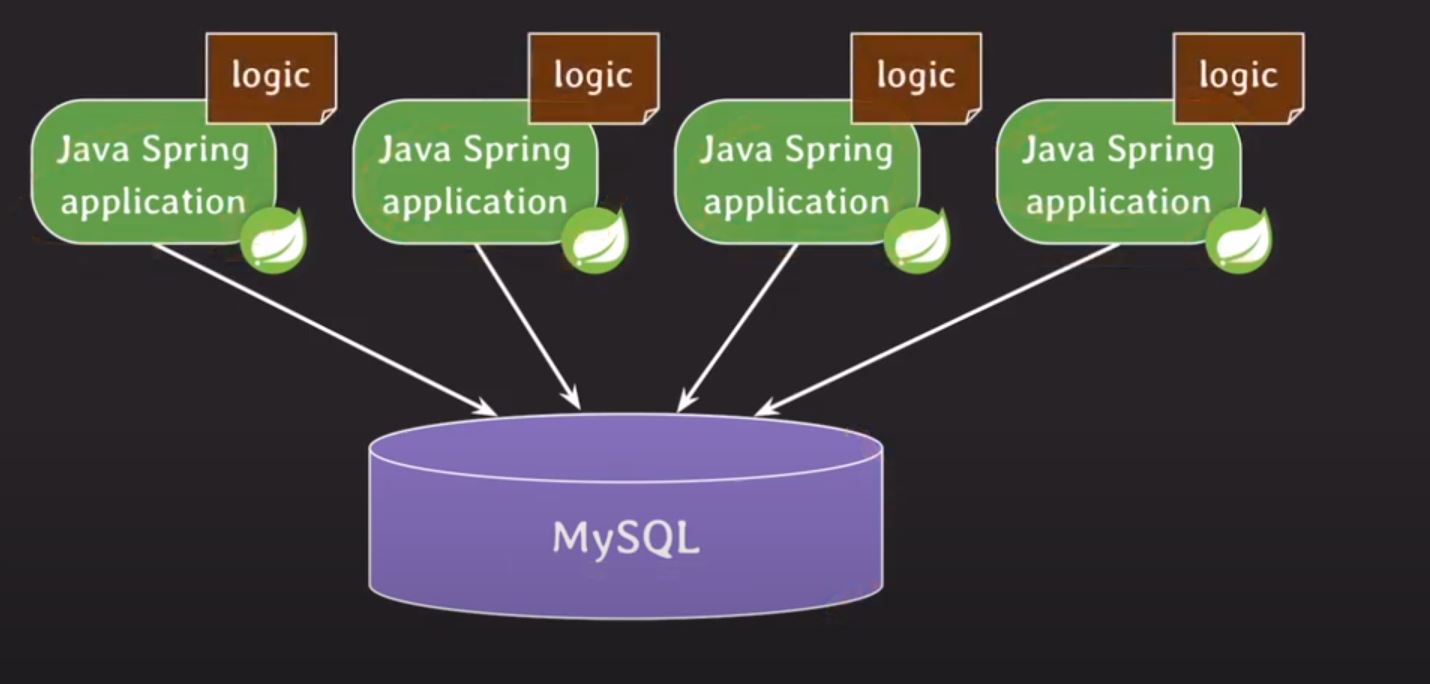 logic
logic
logic
logic
Java Spring
application
Java Spring
application
Java Spring
application
Java Spring
application
MySQL